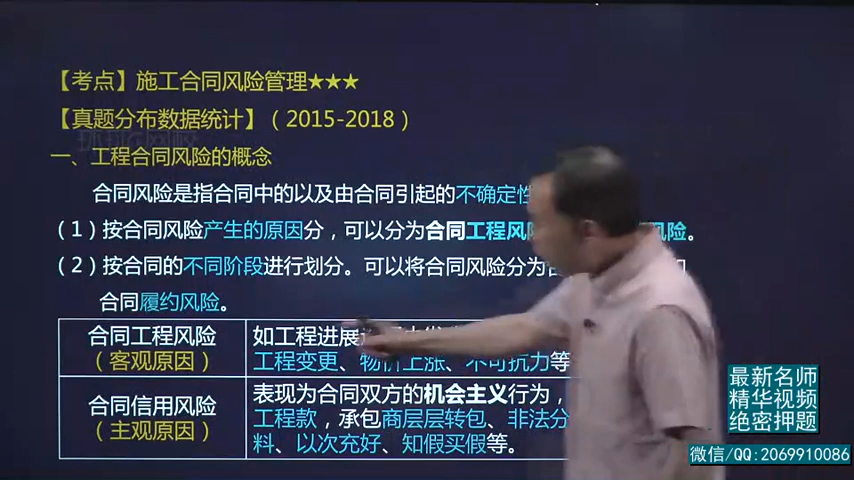 【考点】施工合同风险管理★★★
【真题分布数据统计】（2015-2018）
一、工程合同风险的概念
合同风险是指合同中的以及由合同引起的不确定性
（1）按合同风险产生的原因分，可以分为合同工程风险。
（2）按合同的不同阶段进行划分。可以将合同风险分为
合同履约风险。
合同工程风险
（客观原因）
如工程进展
工程变更、物价上涨、不可抗力等
合同信用风险
（主观原因）
表现为合同双方的机会主义行为，
工程款，承包商层层转包、非法分
料、以次充好、知假买假等。
最新名师
精华视频
绝密押题
微信/QQ:2069910086